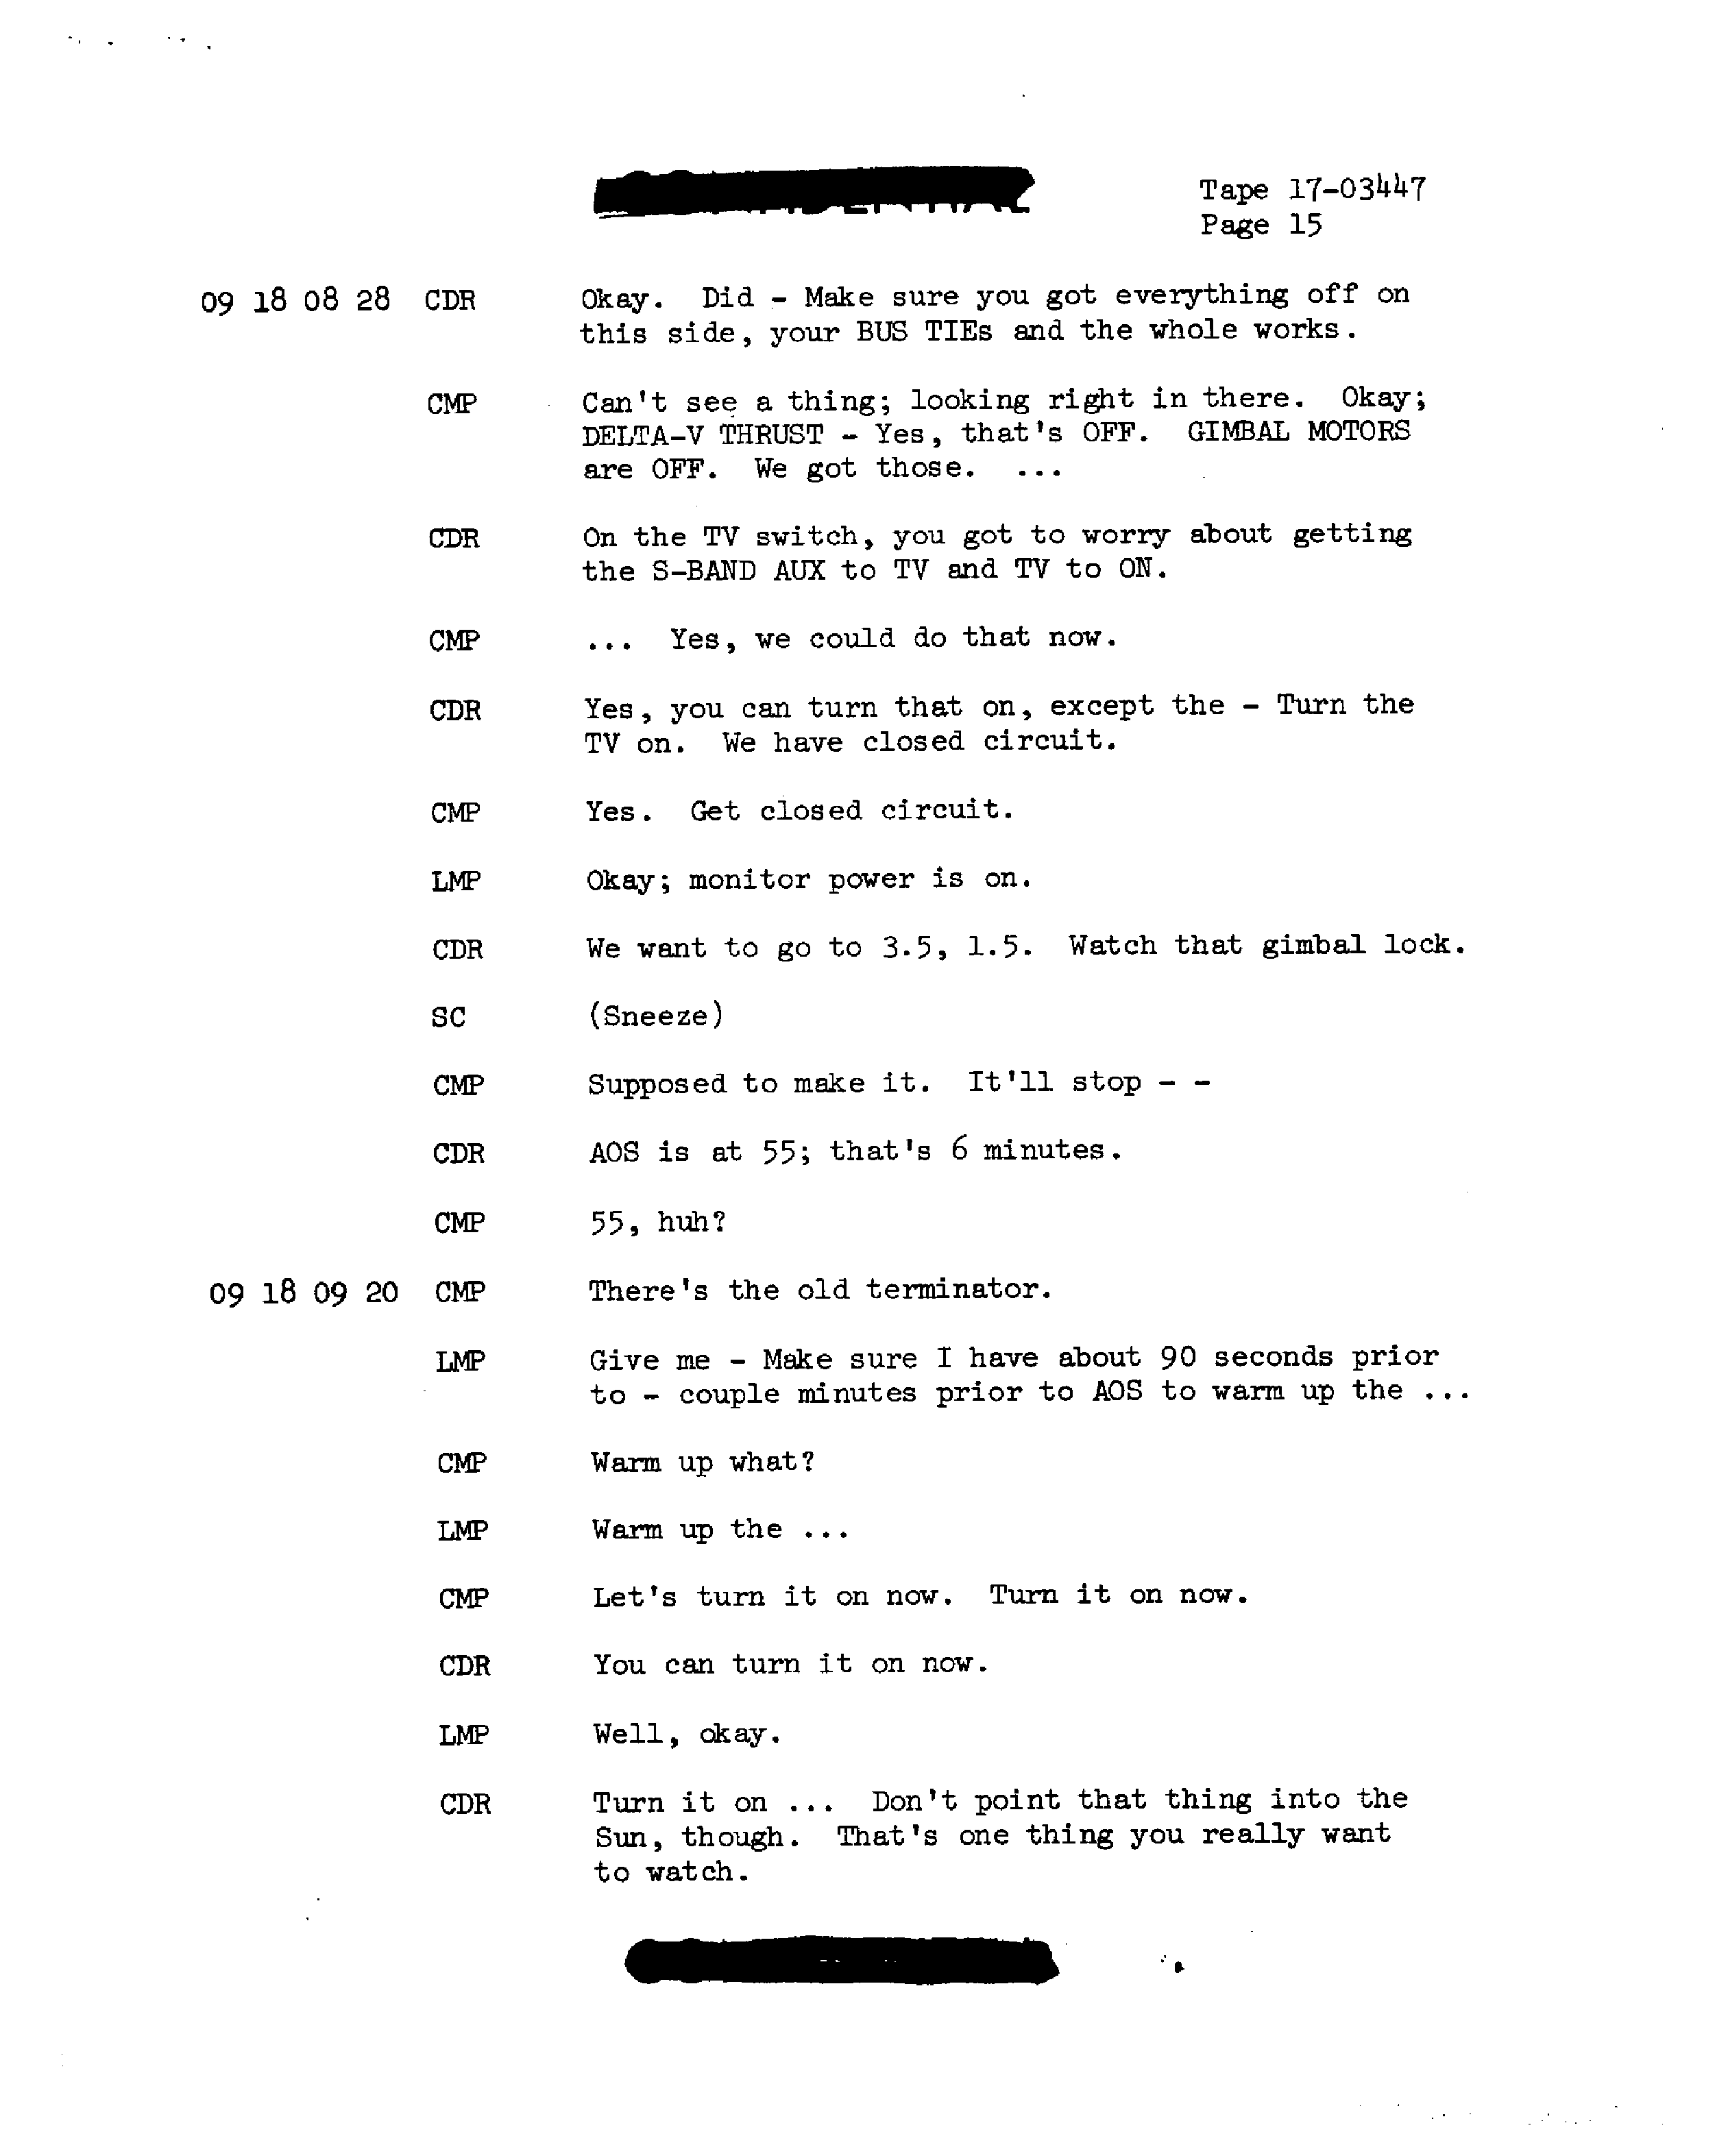 Tape 17-03447
Page 15
09 18 08 28 CDR Okay. Did - Make sure you got everything off on
this side, your BUS TIEs and the whole works.
CMP Can't see a thing; looking right in there. Okay;
DELTA-V THRUST - Yes, that's OFF. GIMBAL MOTORS
are OFF. We got those. ...
CDR On the TV switch, you got to worry about getting
the S-BAND AUX to TV and TV to ON.
CMP ... Yes, we could do that now.
CDR Yes, you can turn that on, except the - Turn the
TV on. We have closed circuit.
CMP Yes. Get closed circuit.
LMP Okay; monitor power is on.
CDR We want to go to 3.5, 1.5. Watch that gimbal lock.
SC (Sneeze)
CMP Supposed to make it. It'll stop - -
CDR AOS is at 55; that's 6 minutes.
CMP 55, huh?
09 18 09 20 CMP There's the old terminator.
LMP Give me - Make sure I have about 90 seconds prior
to - couple minutes prior to AOS to warm up the ...
CMP Warm up what?
LMP Warm up the ...
CMP Let's turn it on now. Turn it on now.
CDR You can turn it on now.
LMP Well, okay.
CDR Turn it on ... Don't point that thing into the
Sun, though. That's one thing you really want
to watch.